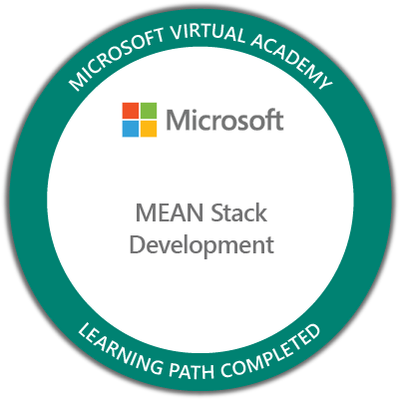 MICROSOFT VIRTUAL ACADEMY
Microsoft
MEAN Stack
Development
LEARNING PATH COMPLETED